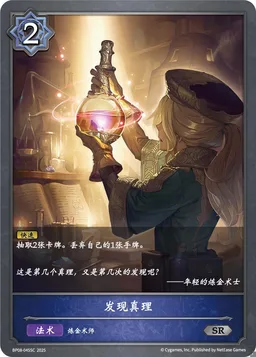 2
快速
抽取2张卡牌。丢弃自己的1张手牌。
这是第几个真理，又是第几次的发现呢？
——年轻的炼金术士
发现真理
法术 炼金术师 SR
BP08-045SC 2025 © Cygames, Inc. Published by NetEase Games